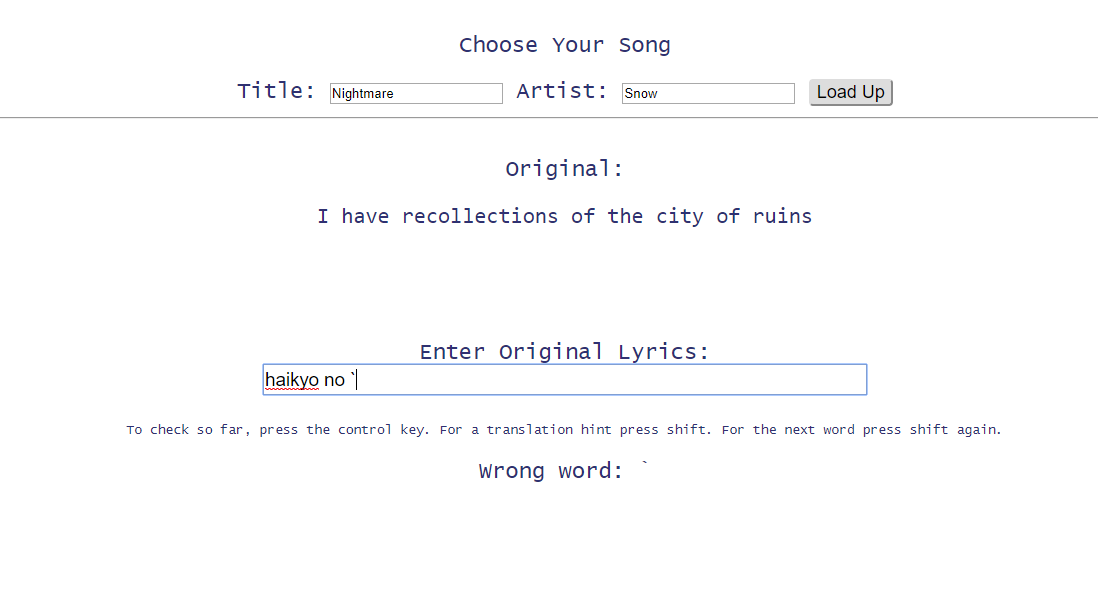 Choose Your Song
Title: Nightmare Artist: Snow Load Up
Original:
I have recollections of the city of ruins
Enter Original Lyrics:
haikyo no `
To check so far, press the control key. For a translation hint press shift. For the next word press shift again.
Wrong word: `